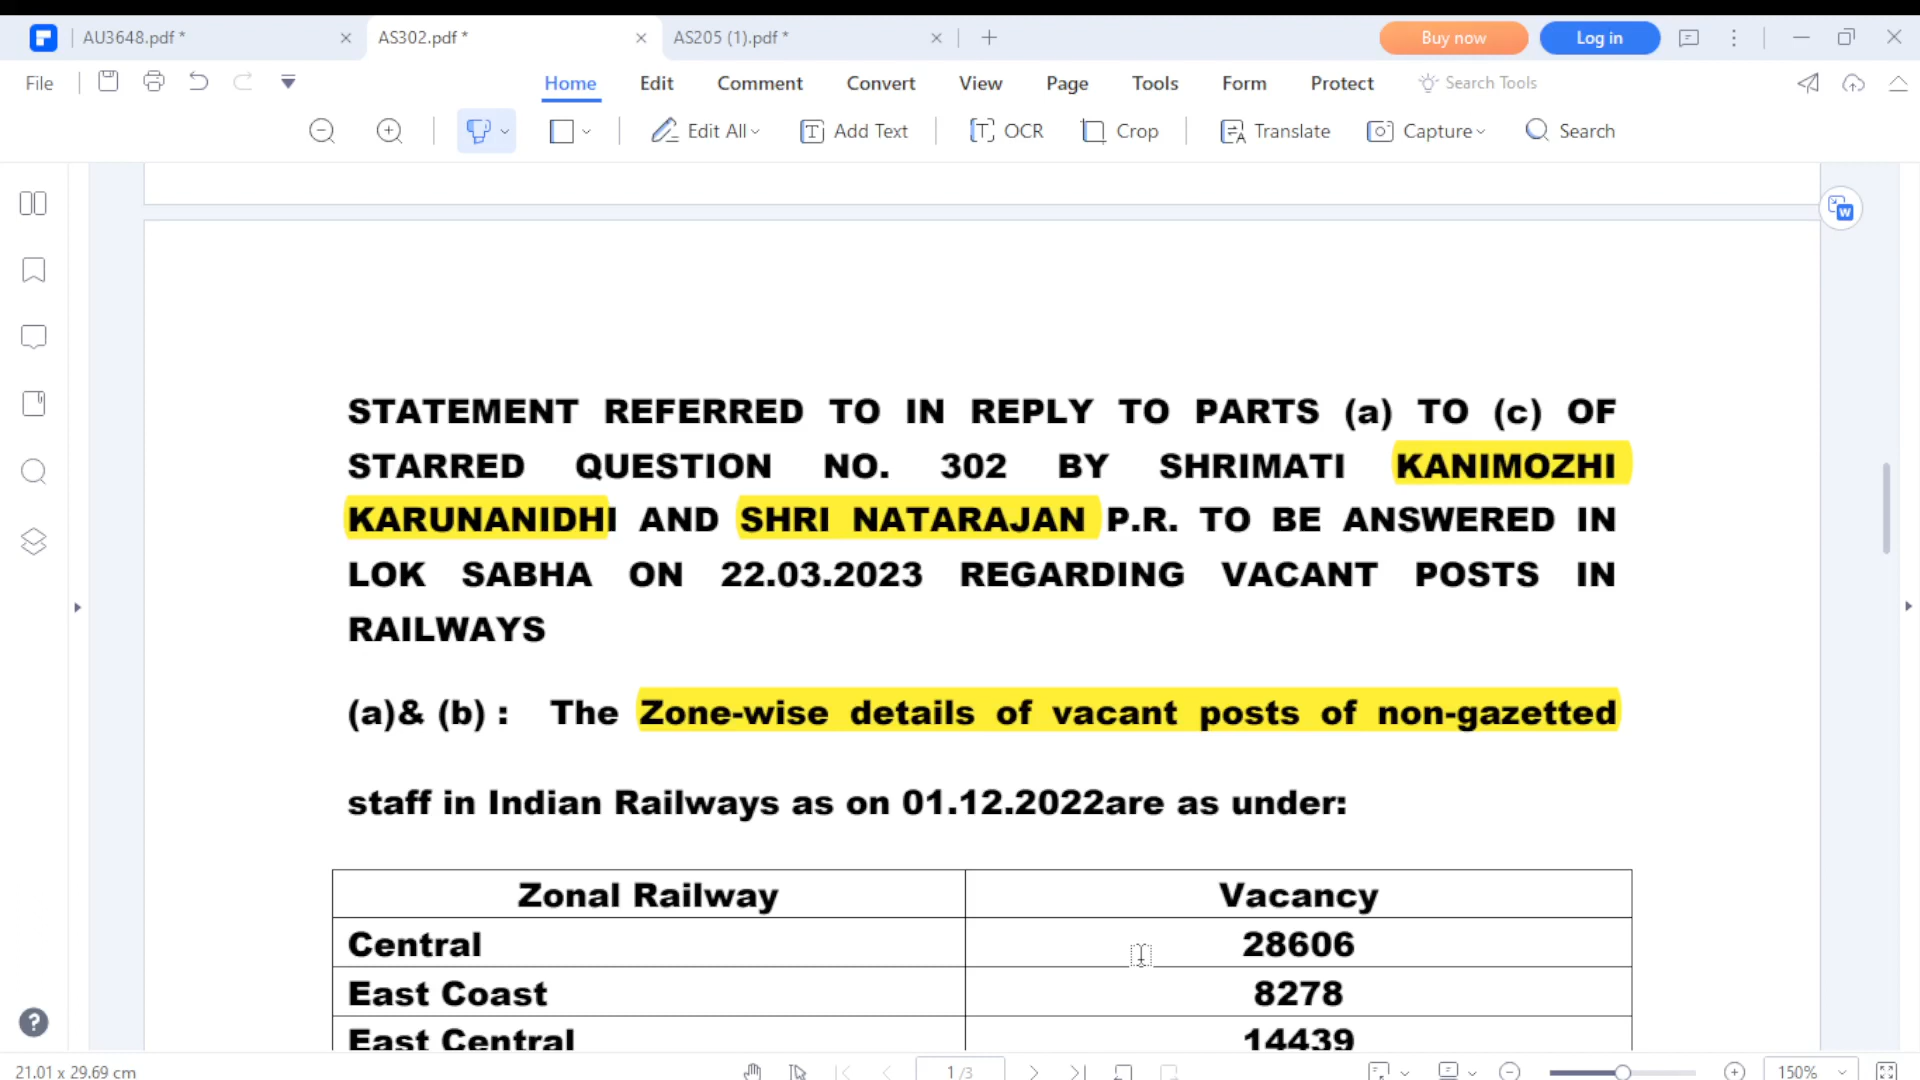 AU3648.pdf *
AS302.pdf *
AS205 (1).pdf *
Buy now
Log in
File
Home
Edit
Comment
Convert
View
Page
Tools
Form
Protect
Search Tools
Edit All
Add Text
OCR
Crop
Translate
Capture
Search
STATEMENT REFERRED TO IN REPLY TO PARTS (a) TO (c) OF
STARRED QUESTION NO. 302 BY SHRIMATI KANIMOZHI
KARUNANIDHI AND SHRI NATARAJAN P.R. TO BE ANSWERED IN
LOK SABHA ON 22.03.2023 REGARDING VACANT POSTS IN
RAILWAYS
(a)& (b) : The Zone-wise details of vacant posts of non-gazetted
staff in Indian Railways as on 01.12.2022are as under:
Zonal Railway Vacancy
Central 28606
East Coast 8278
East Central 14439
21.01 x 29.69 cm
1 /3
150%